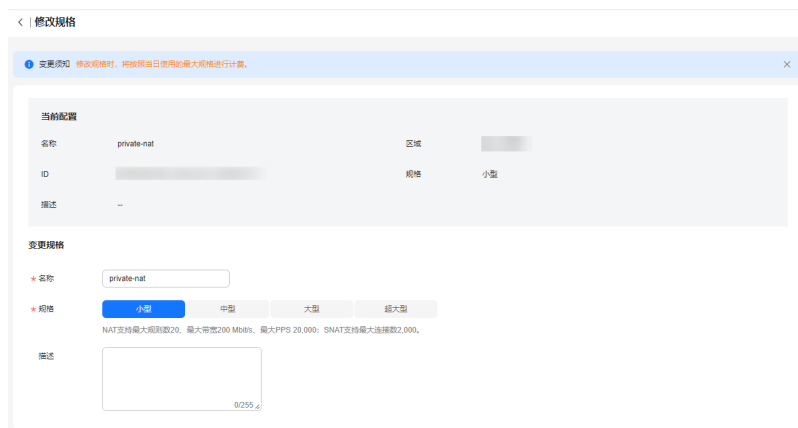 修改规格
变更须知 修改规格时，将按照当日使用的最大规格进行计费。
当前配置
名称 private-nat 区域
ID 规格 小型
描述 --
变更规格
* 名称 private-nat
* 规格 小型 中型 大型 超大型
NAT支持最大规则数20、最大带宽200 Mbit/s、最大PPS 20,000；SNAT支持最大连接数2,000。
描述
0/255